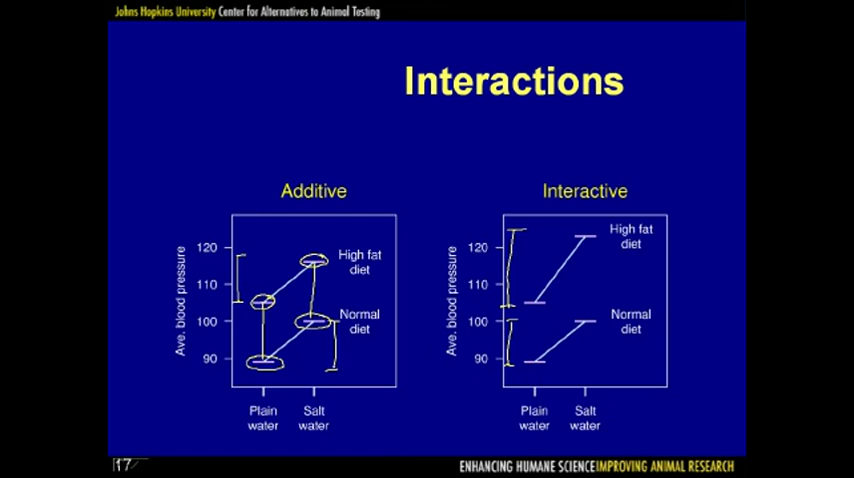 Johns Hopkins University Center for Alternatives to Animal Testing
Interactions
Additive
Ave. blood pressure
120
110
100
90
High fat
diet
Normal
diet
Plain
water
Salt
water
Interactive
Ave. blood pressure
120
110
100
90
High fat
diet
Normal
diet
Plain
water
Salt
water
17
ENHANCING HUMANE SCIENCE IMPROVING ANIMAL RESEARCH